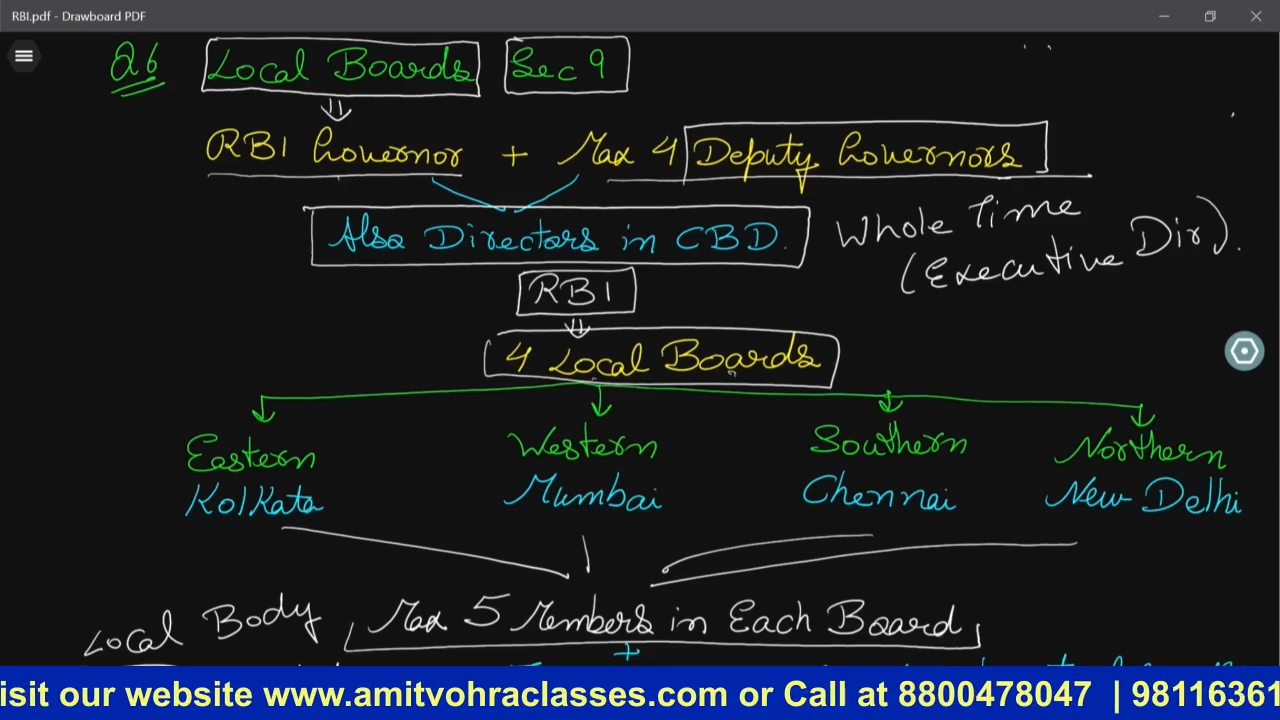 RBI.pdf - Drawboard PDF
Q6 Local Boards Sec 9
RBI Governor + Max 4 Deputy Governors
Also Directors in CBD. Whole Time
(Executive Dir).
RBI
4 Local Boards
Eastern Western Southern Northern
Kolkata Mumbai Chennai New Delhi
Local Body Max 5 Members in Each Board
+
isit our website www.amitvohraclasses.com or Call at 8800478047 | 98116361